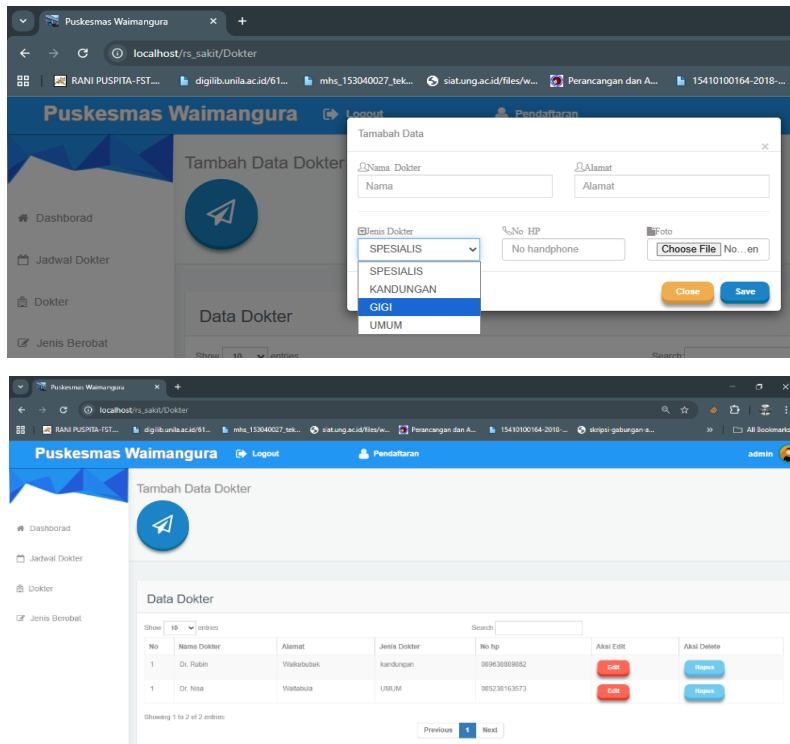 Puskesmas Waimangura
localhost/rs_sakit/Dokter
RANI PUSPITA-FST.... digilib.unila.ac.id/61... mhs_153040027_tek... siat.ung.ac.id/files/w... Perancangan dan A... 15410100164-2018-...
Puskesmas Waimangura Logout Pendaftaran
Tamabah Data
Tambah Data Dokter
Nama Dokter Alamat
Nama Alamat
Dashborad
Jenis Dokter No HP Foto
SPESIALIS No handphone Choose File No...en
Jadwal Dokter
SPESIALIS
KANDUNGAN
GIGI
UMUM
Close Save
Dokter
Data Dokter
Jenis Berobat
Show 10 entries Search:
Puskesmas Waimangura
localhost/rs_sakit/Dokter
RANI PUSPITA-FST.... digilib.unila.ac.id/61... mhs_153040027_tek... siat.ung.ac.id/files/w... Perancangan dan A... 15410100164-2018-... skripsi-gabungan-a... All Bookmarks
Puskesmas Waimangura Logout Pendaftaran admin
Tambah Data Dokter
Dashborad
Jadwal Dokter
Dokter
Jenis Berobat
Data Dokter
Show 10 entries Search:
No Nama Dokter Alamat Jenis Dokter No hp Aksi Edit Aksi Delete
1 Dr. Rabin Waikabubak kandungan 089638809882 Edit Hapus
1 Dr. Nisa Waitabula UMUM 085238163573 Edit Hapus
Showing 1 to 2 of 2 entries
Previous 1 Next